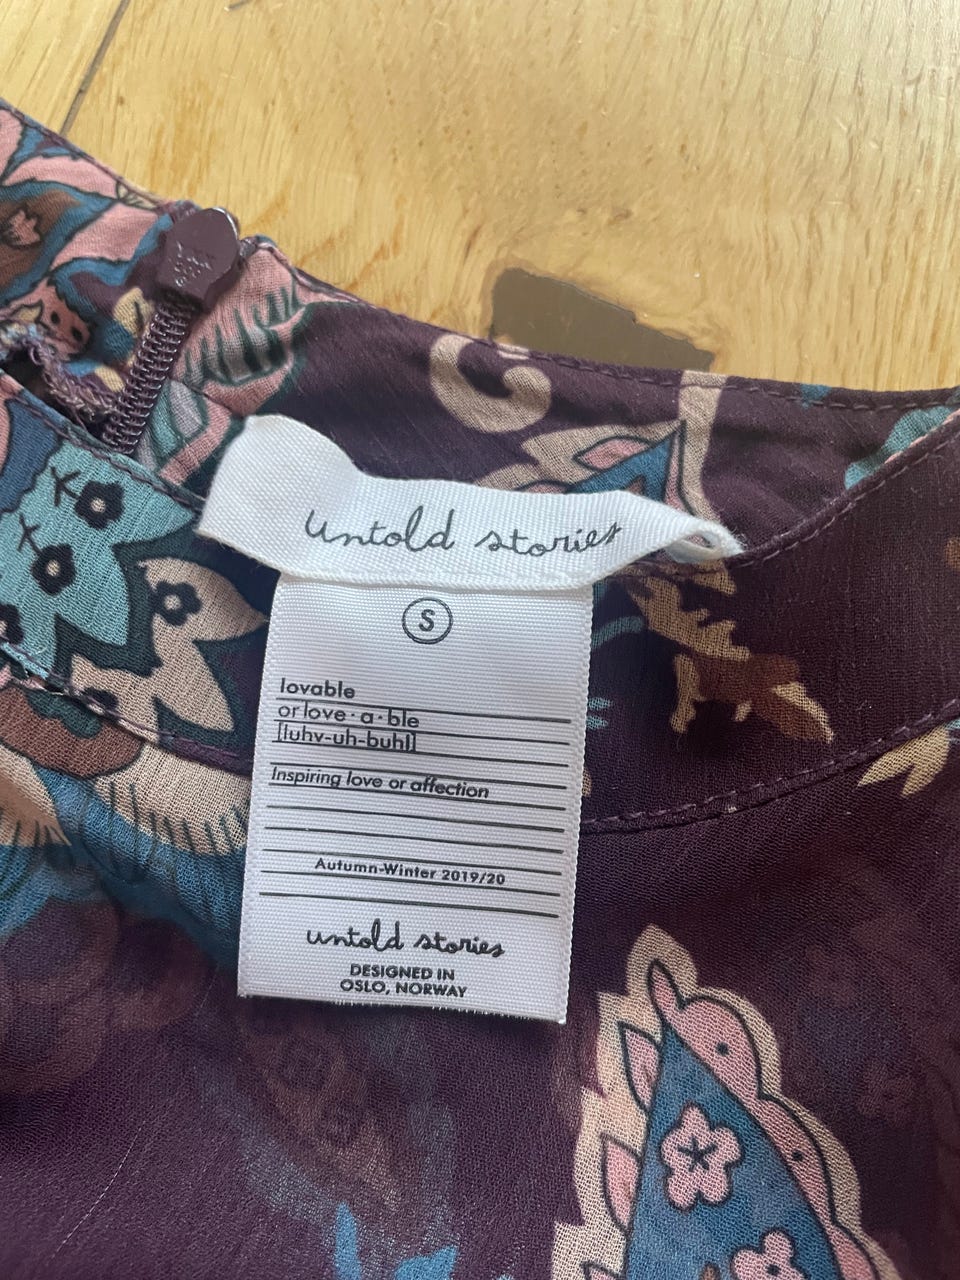 untold stories
S
lovable
or love·a·ble
[luhv-uh-buhl]
Inspiring love or affection
Autumn-Winter 2019/20
untold stories
DESIGNED IN
OSLO, NORWAY